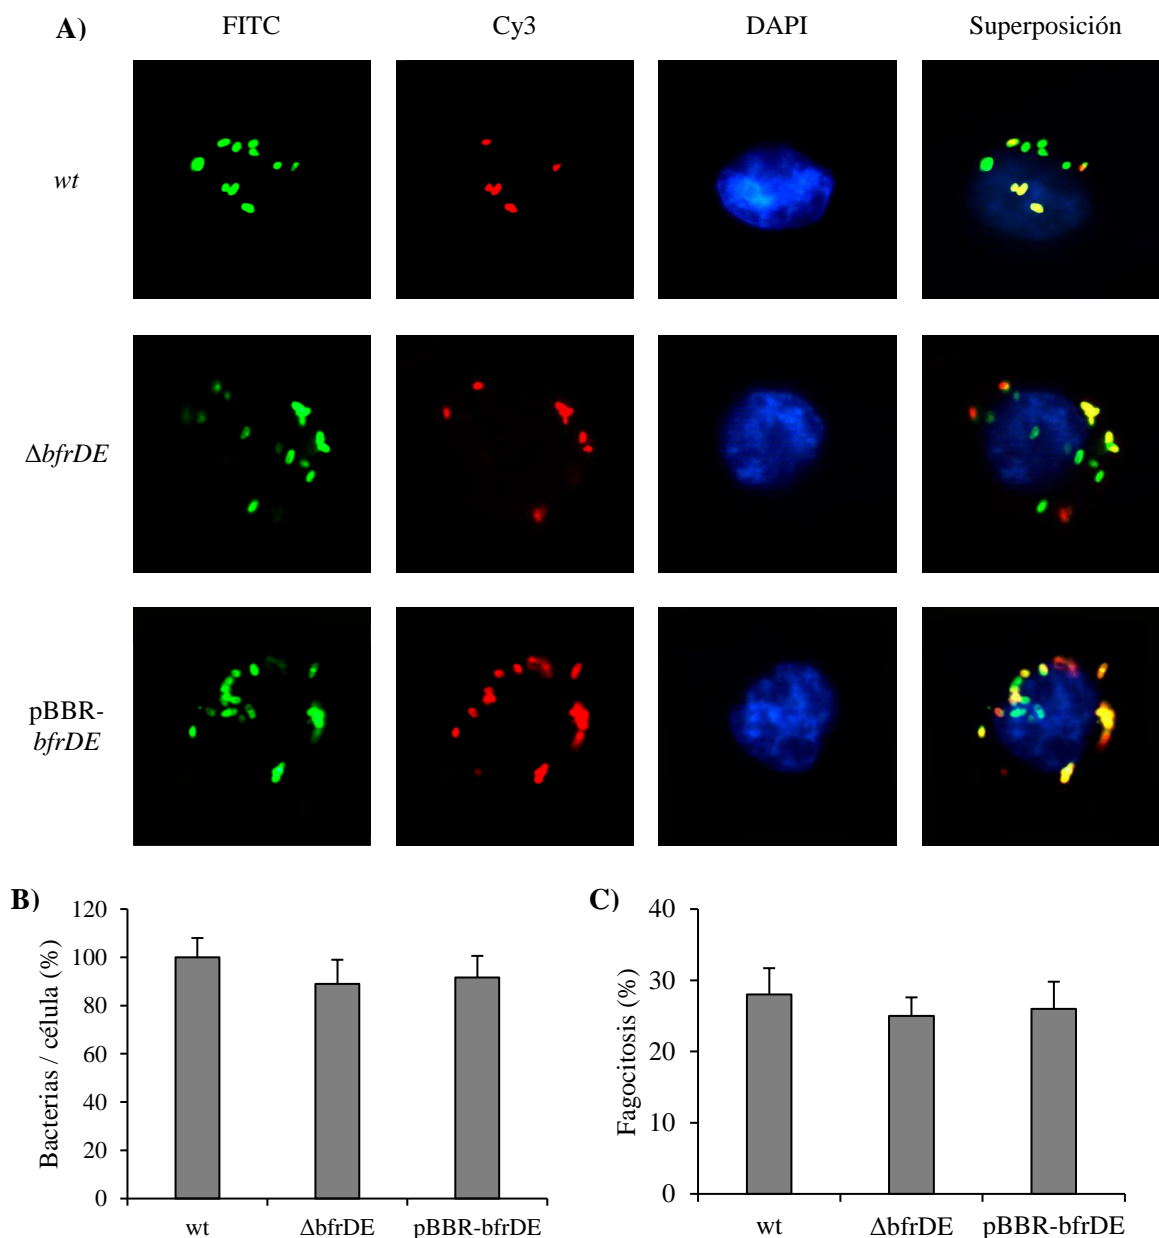 A)
FITC
Cy3
DAPI
Superposición
wt
ΔbfrDE
pBBR-
bfrDE
B)
Bacterias / célula (%)
120
100
80
60
40
20
0
wt
ΔbfrDE
pBBR-bfrDE
C)
Fagocitosis (%)
40
30
20
10
0
wt
ΔbfrDE
pBBR-bfrDE